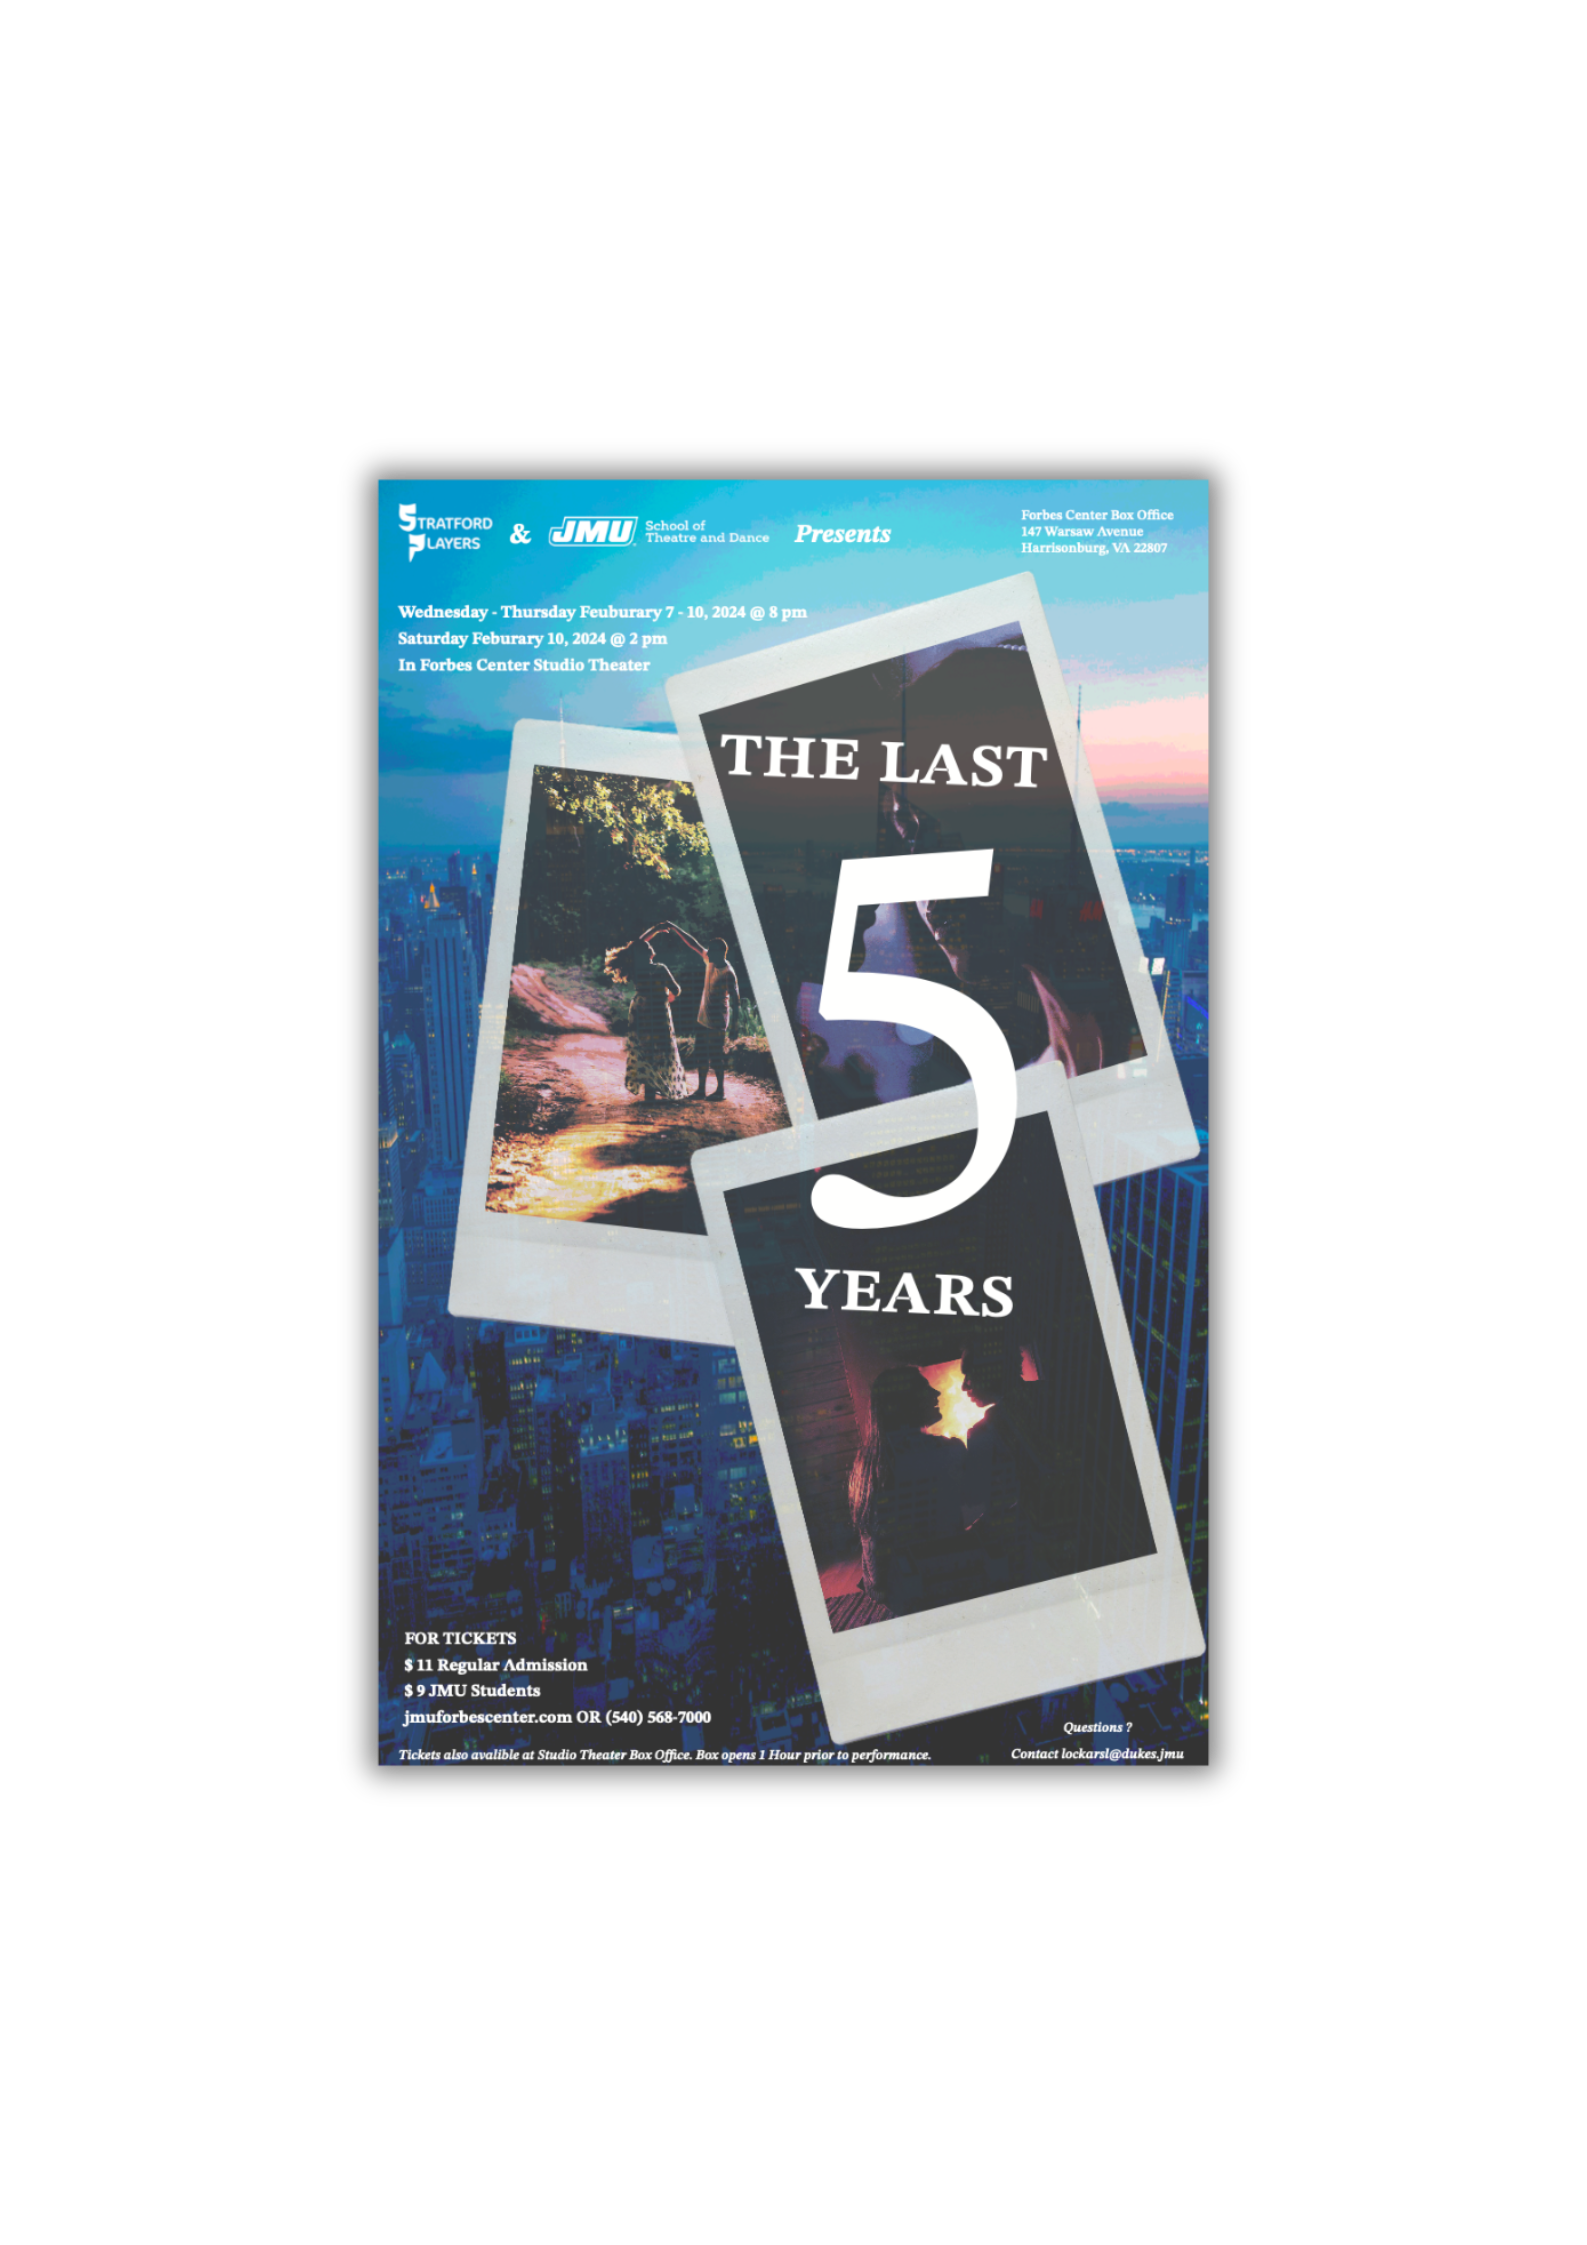 STRATFORD
PLAYERS
&
JMU
School of
Theatre and Dance
Presents
Forbes Center Box Office
147 Warsaw Avenue
Harrisonburg, VA 22807
Wednesday - Thursday Feuburary 7 - 10, 2024 @ 8 pm
Saturday Feburary 10, 2024 @ 2 pm
In Forbes Center Studio Theater
THE LAST
5
YEARS
FOR TICKETS
$ 11 Regular Admission
$ 9 JMU Students
jmuforbescenter.com OR (540) 568-7000
Tickets also avalible at Studio Theater Box Office. Box opens 1 Hour prior to performance.
Questions ?
Contact lockarsl@dukes.jmu